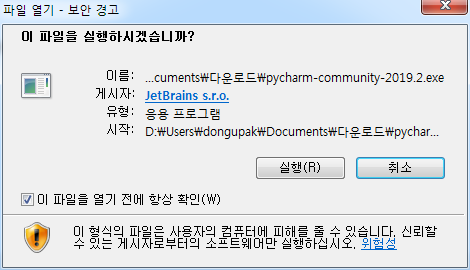 파일 열기 - 보안 경고
이 파일을 실행하시겠습니까?
이름: ...cuments₩다운로드₩pycharm-community-2019.2.exe
게시자: JetBrains s.r.o.
유형: 응용 프로그램
시작: D:₩Users₩dongupak₩Documents₩다운로드₩pychar...
실행(R) 취소
이 파일을 열기 전에 항상 확인(W)
이 형식의 파일은 사용자의 컴퓨터에 피해를 줄 수 있습니다. 신뢰할
수 있는 게시자로부터의 소프트웨어만 실행하십시오. 위험성